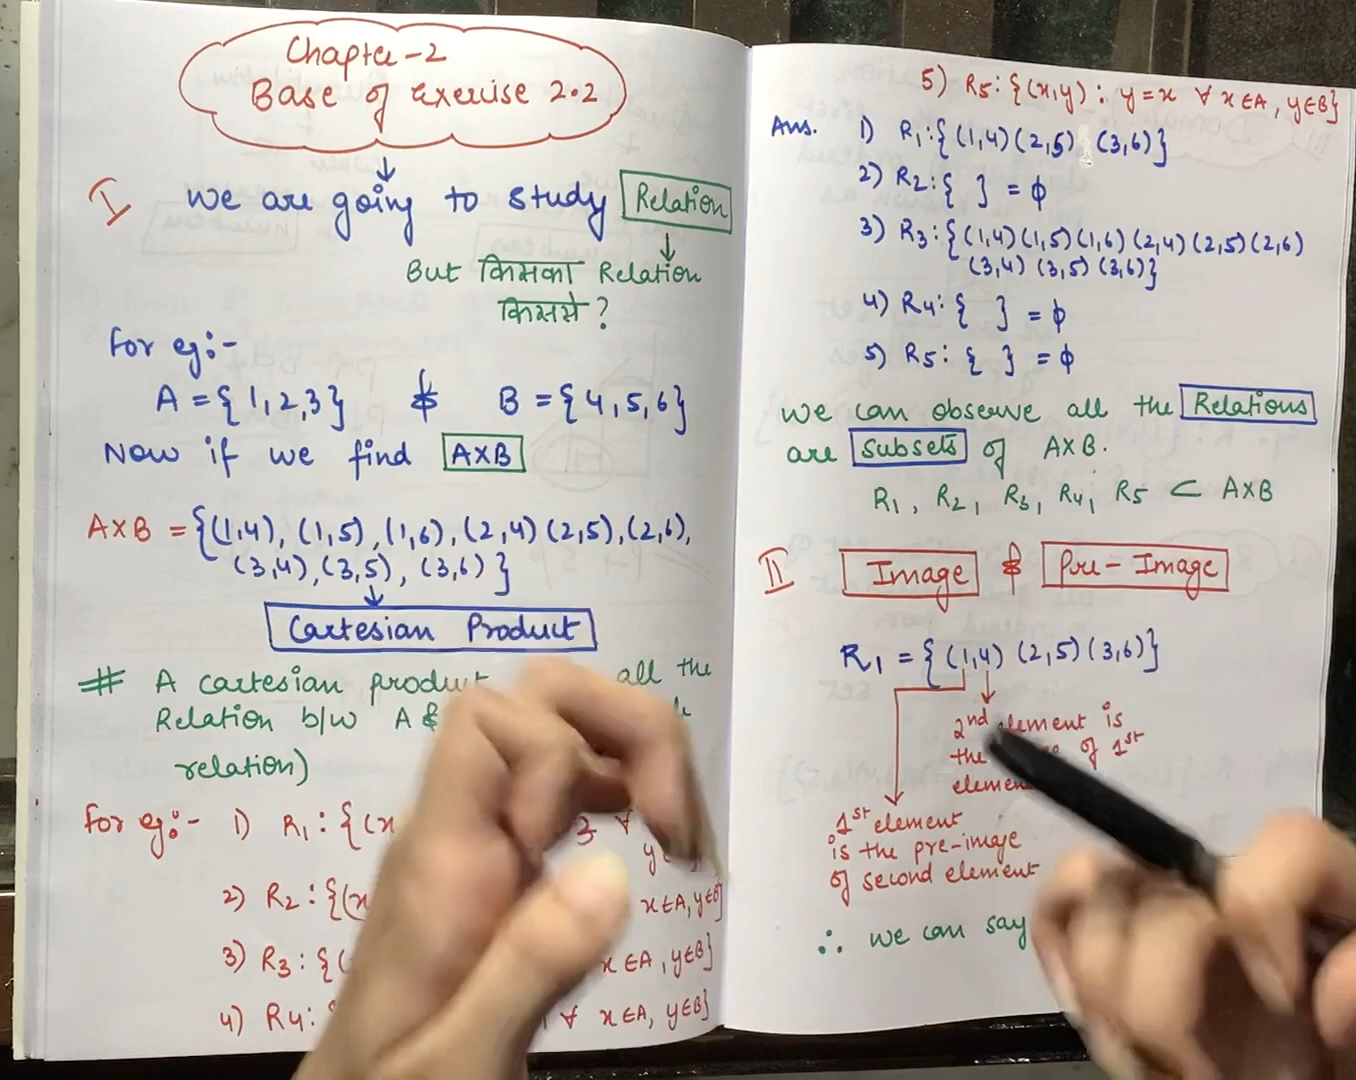 Chapter-2
Base of Exercise 2.2
I we are going to study Relation
But किसका Relation
किससे ?
For eg:-
A = {1,2,3} & B = {4,5,6}
Now if we find A×B
A×B = {(1,4), (1,5), (1,6), (2,4) (2,5), (2,6),
(3,4), (3,5), (3,6)}
Cartesian Product
# A cartesian product all the
Relation b/w A &
relation)
For eg:- 1) R₁ : {(x 3 ∀
2) R₂ : {(x x∈A, y∈B}
3) R₃ : {( x∈A, y∈B}
4) R₄ : ∀ x∈A, y∈B}
5) R₅ : {(x,y) : y = x ∀ x∈A, y∈B}
Ans. 1) R₁ : {(1,4) (2,5) (3,6)}
2) R₂ : { } = ϕ
3) R₃ : {(1,4) (1,5) (1,6) (2,4) (2,5) (2,6)
(3,4) (3,5) (3,6)}
4) R₄ : { } = ϕ
5) R₅ : { } = ϕ
we can observe all the Relations
are Subsets of A×B.
R₁, R₂, R₃, R₄, R₅ ⊂ A×B
II Image & Pre-Image
R₁ = {(1,4) (2,5) (3,6)}
2nd element is
the of 1st
element
1st element
is the pre-image
of second element
∴ we can say